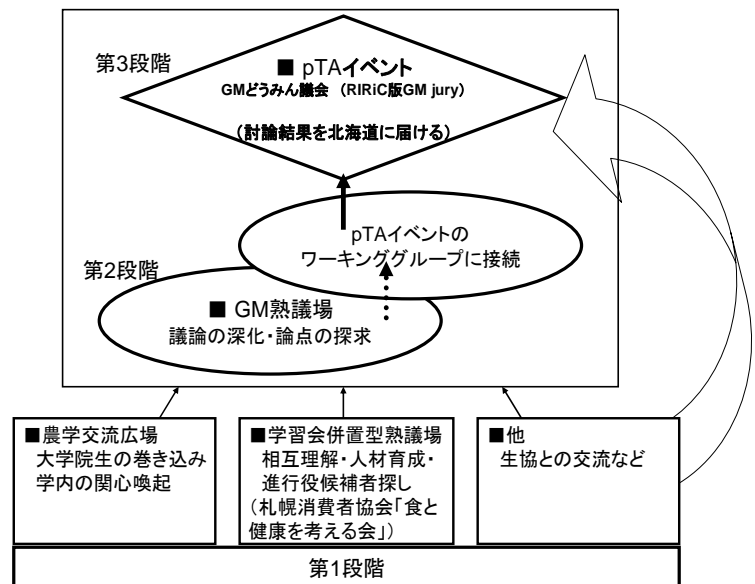 第3段階
■ pTAイベント
GMどうみん議会 （RIRiC版GM jury）
（討論結果を北海道に届ける）
pTAイベントの
ワーキンググループに接続
第2段階
■ GM熟議場
議論の深化・論点の探求
■農学交流広場
大学院生の巻き込み
学内の関心喚起
■学習会併置型熟議場
相互理解・人材育成・
進行役候補者探し
（札幌消費者協会「食と
健康を考える会」）
■他
生協との交流など
第1段階